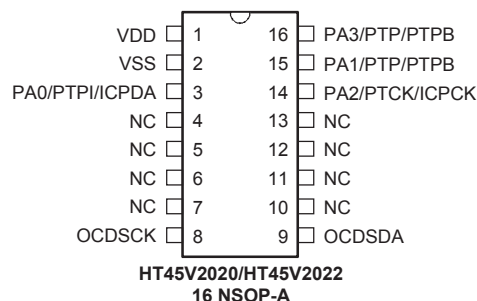 VDD 1 16 PA3/PTP/PTPB
VSS 2 15 PA1/PTP/PTPB
PA0/PTPI/ICPDA 3 14 PA2/PTCK/ICPCK
NC 4 13 NC
NC 5 12 NC
NC 6 11 NC
NC 7 10 NC
OCDSCK 8 9 OCDSDA
HT45V2020/HT45V2022
16 NSOP-A